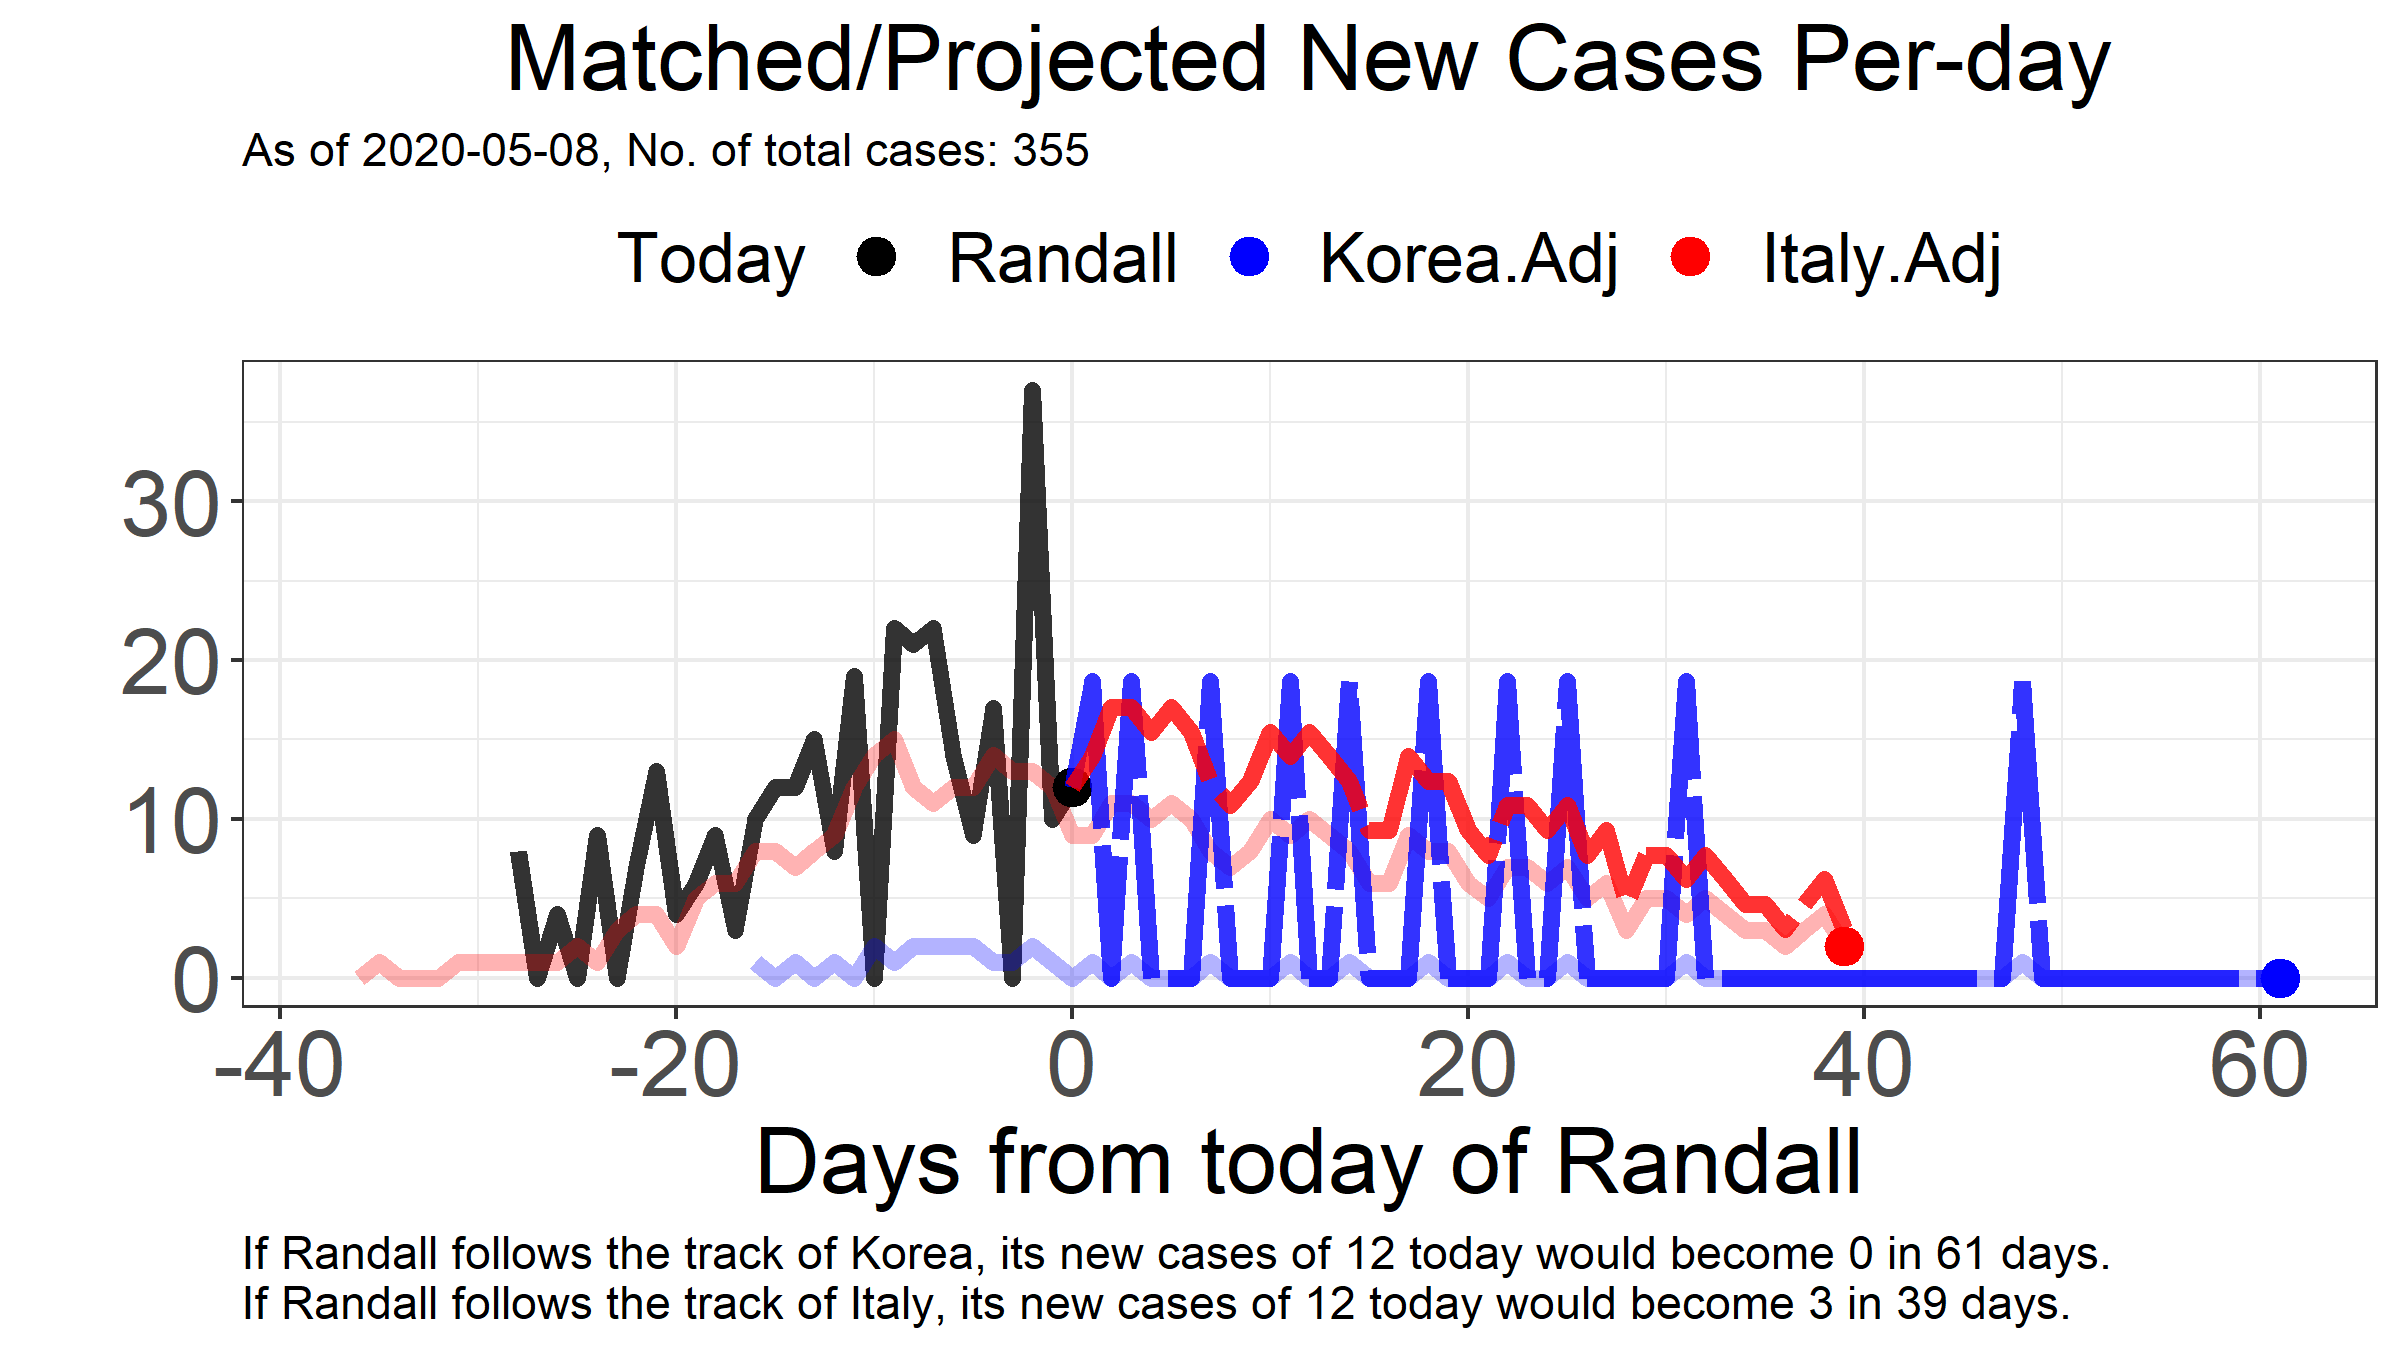 Matched/Projected New Cases Per-day
As of 2020-05-08, No. of total cases: 355
Today Randall Korea.Adj Italy.Adj
30
20
10
0
-40 -20 0 20 40 60
Days from today of Randall
If Randall follows the track of Korea, its new cases of 12 today would become 0 in 61 days.
If Randall follows the track of Italy, its new cases of 12 today would become 3 in 39 days.